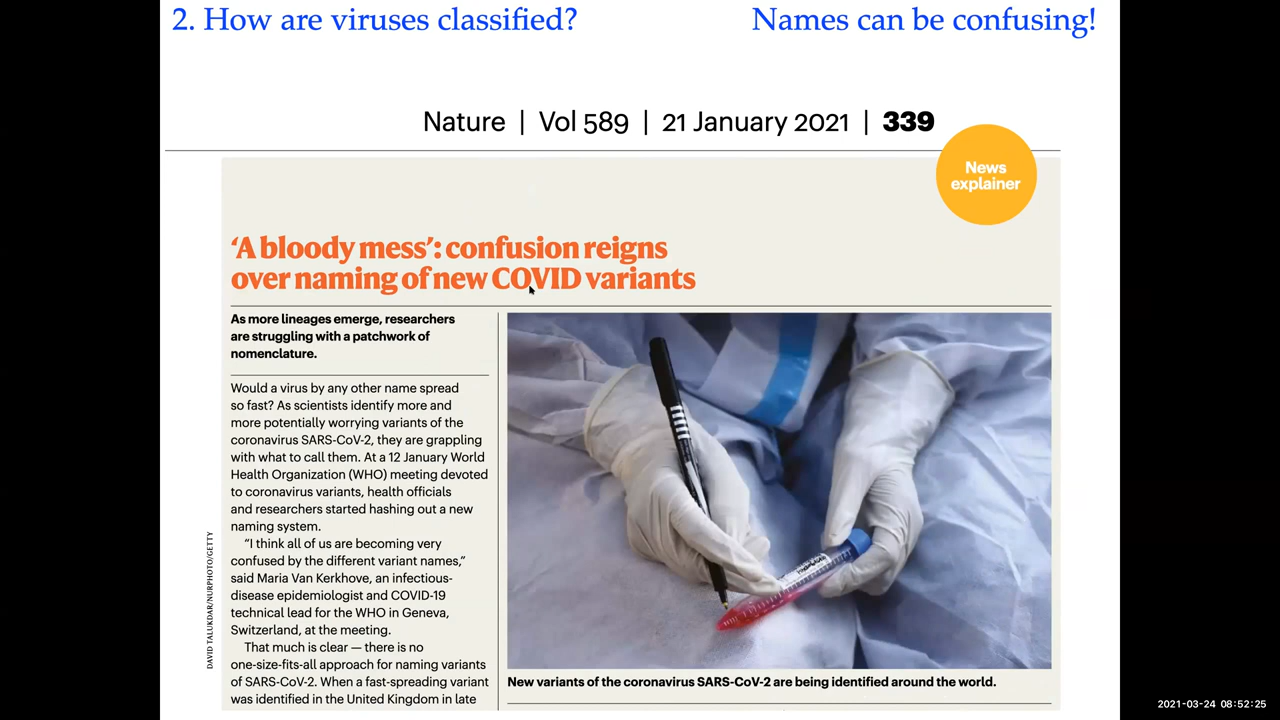 2. How are viruses classified? Names can be confusing!
Nature | Vol 589 | 21 January 2021 | 339
News
explainer
‘A bloody mess’: confusion reigns
over naming of new COVID variants
As more lineages emerge, researchers
are struggling with a patchwork of
nomenclature.
Would a virus by any other name spread
so fast? As scientists identify more and
more potentially worrying variants of the
coronavirus SARS-CoV-2, they are grappling
with what to call them. At a 12 January World
Health Organization (WHO) meeting devoted
to coronavirus variants, health officials
and researchers started hashing out a new
naming system.
“I think all of us are becoming very
confused by the different variant names,”
said Maria Van Kerkhove, an infectious-
disease epidemiologist and COVID-19
technical lead for the WHO in Geneva,
Switzerland, at the meeting.
That much is clear — there is no
one-size-fits-all approach for naming variants
of SARS-CoV-2. When a fast-spreading variant
was identified in the United Kingdom in late
DAVID TALUKDAR/NURPHOTO/GETTY
New variants of the coronavirus SARS-CoV-2 are being identified around the world.
2021-03-24 08:52:25